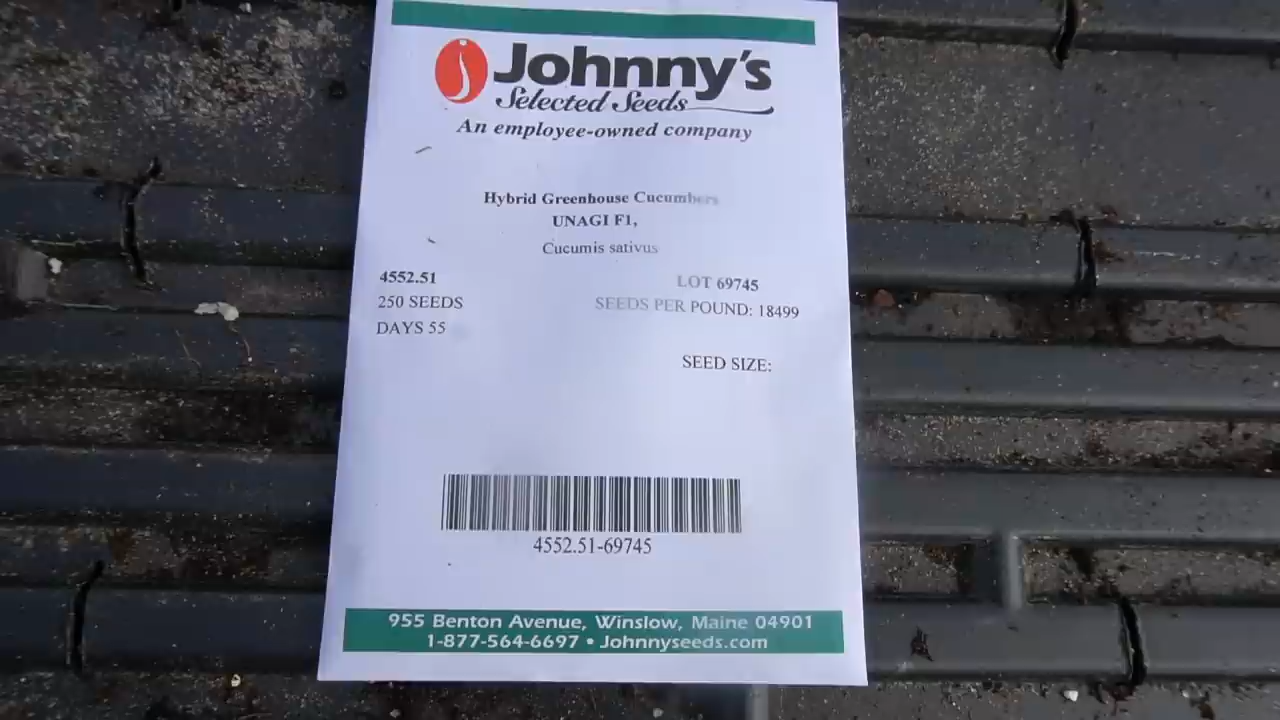 Johnny's
Selected Seeds
An employee-owned company
Hybrid Greenhouse Cucumbers
UNAGI F1,
Cucumis sativus
4552.51
LOT 69745
250 SEEDS
SEEDS PER POUND: 18499
DAYS 55
SEED SIZE:
4552.51-69745
955 Benton Avenue, Winslow, Maine 04901
1-877-564-6697 • Johnnyseeds.com